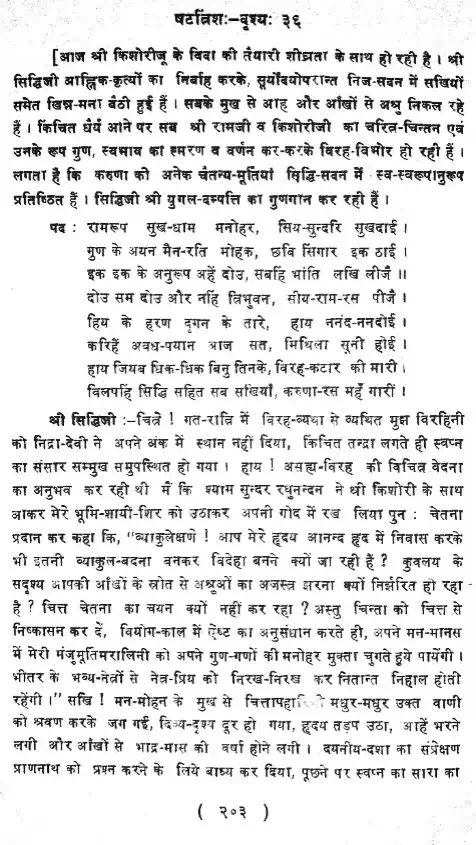 षटत्रिशः-दृश्यः ३६
[आज श्री किशोरीजू के विदा की तैयारी शीघ्रता के साथ हो रही है । श्री
सिद्धिजी आह्निक-कृत्यों का निर्वाह करके, सूर्योदयोपरान्त निज-सदन में सखियों
समेत खिन्न-मना बैठी हुई हैं । सबके मुख से आह और आँखों से अश्रु निकल रहे
हैं । किंचित धैर्य आने पर सब श्री रामजी व किशोरीजी का चरित्र-चिन्तन एवं
उनके रूप गुण, स्वभाव का स्मरण व वर्णन कर-करके विरह-विभोर हो रही हैं ।
लगता है कि करुणा की अनेक चैतन्य-मूर्तियां सिद्धि-सदन में स्व-स्वरूपानुरूप
प्रतिष्ठित हैं । सिद्धिजी श्री युगल-दम्पत्ति का गुणगान कर रही हैं ।
पद : रामरूप सुख-धाम मनोहर, सिय-सुन्दरि सुखदाई ।
गुण के अयन मैन-रति मोहक, छवि सिंगार इक ठाई ।
इक इक के अनुरूप अहें दोउ, सबहिं भांति लखि लीजै ॥
दोउ सम दोउ और नहिं त्रिभुवन, सीय-राम-रस पीजै ।
हिय के हरण दृगन के तारे, हाय ननंद-ननदोई ।
करिहैं अवध-पयान आज सत, मिथिला सूनी होई ।
हाय जियब धिक-धिक बिनु तिनके, विरह-कटार की मारी ।
विलपहिं सिद्धि सहित सब सखियाँ, करुणा-रस महँ गारीं ।
श्री सिद्धिजी :–चित्रे ! गत-रात्रि में विरह-व्यथा से व्यथित मुझ विरहिनी
को निद्रा-देवी ने अपने अंक में स्थान नहीं दिया, किंचित तन्द्रा लगते ही स्वप्न
का संसार सम्मुख समुपस्थित हो गया । हाय ! असह्य-विरह की विचित्र वेदना
का अनुभव कर रही थी मैं कि श्याम सुन्दर रघुनन्दन ने श्री किशोरी के साथ
आकर मेरे भूमि-शायी-शिर को उठाकर अपनी गोद में रख लिया पुन : चेतना
प्रदान कर कहा कि, "व्याकुलेक्षणे ! आप मेरे हृदय आनन्द हृद में निवास करके
भी इतनी व्याकुल-बदना बनकर विदेहा बनने क्यों जा रही हैं ? कुवलय के
सदृश्य आपकी आँखों के स्रोत से अश्रुओं का अजस्त्र झरना क्यों निर्झरित हो रहा
है ? चित्त चेतना का चयन क्यों नहीं कर रहा ? अस्तु चिन्ता को चित्त से
निष्कासन कर दें, वियोग-काल में ऐष्ट का अनुसंधान करते ही, अपने मन-मानस
में मेरी मंजुमूर्तिमरालिनी को अपने गुण-गणों की मनोहर मुक्ता चुगते हुये पायेंगी ।
भीतर के भव्य-नेत्रों से नेत्र-प्रिय को निरख-निरख कर नितान्त निहाल होती
रहेंगी ।" सखि ! मन-मोहन के मुख से चित्तापहारि मधुर-मधुर उक्त वाणी
को श्रवण करके जग गई, दिव्य-दृश्य दूर हो गया, हृदय तड़प उठा, आहें भरने
लगी और आँखों से भाद्र-मास की वर्षा होने लगी । दयनीय-दशा का संप्रेक्षण
प्राणनाथ को प्रश्न करने के लिये बाध्य कर दिया, पूछने पर स्वप्न का सारा का
( २०३ )